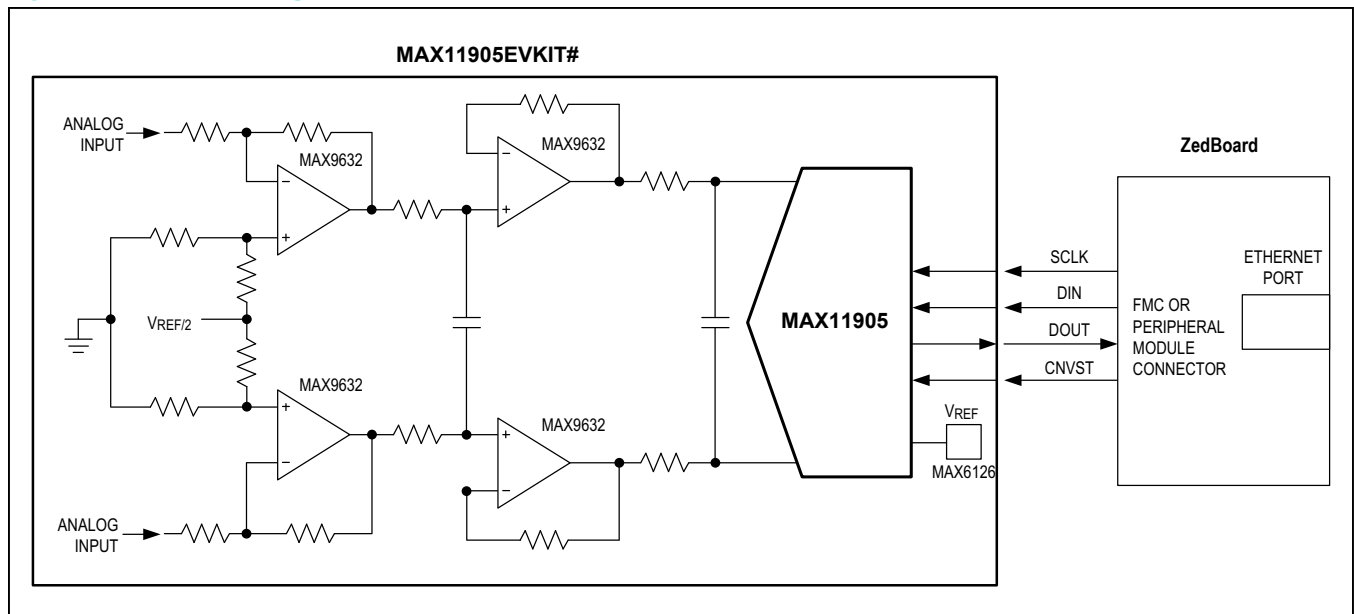 MAX11905EVKIT#
ANALOG
INPUT
MAX9632
MAX9632
VREF/2
MAX9632
MAX9632
ANALOG
INPUT
MAX11905
VREF
MAX6126
SCLK
DIN
DOUT
CNVST
ZedBoard
ETHERNET
PORT
FMC OR
PERIPHERAL
MODULE
CONNECTOR